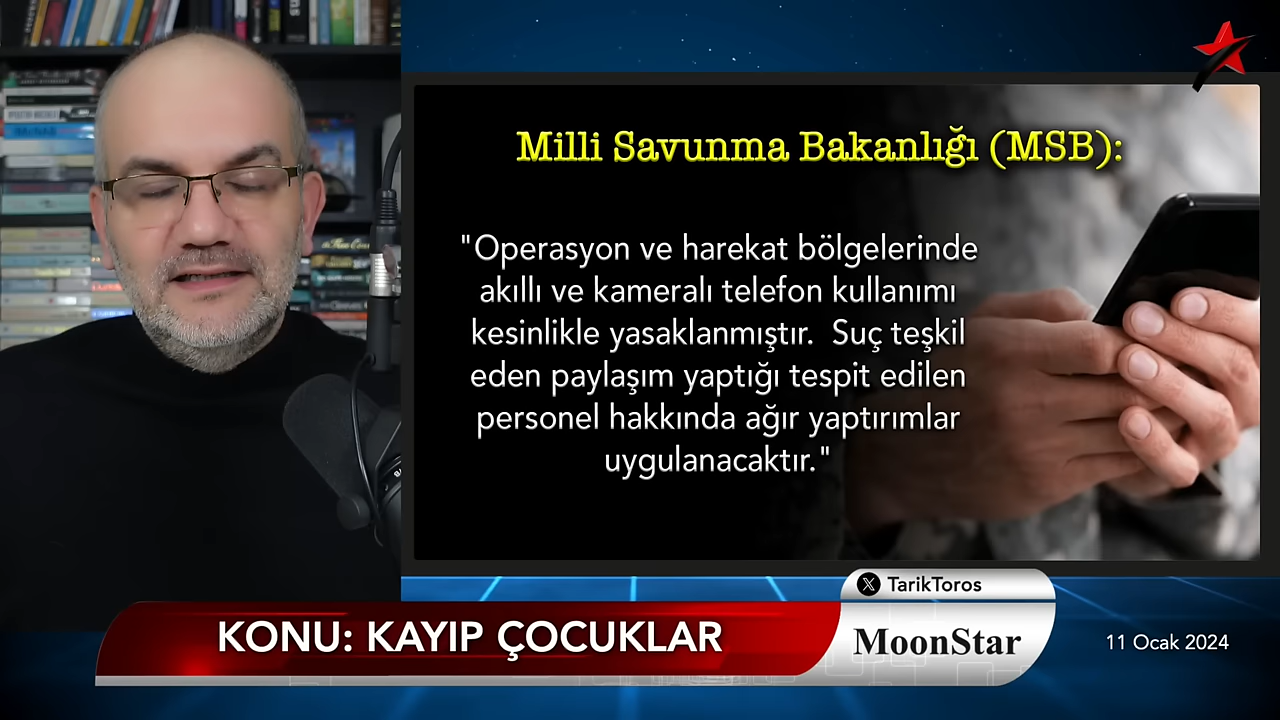 Milli Savunma Bakanlığı (MSB):
"Operasyon ve harekat bölgelerinde
akıllı ve kameralı telefon kullanımı
kesinlikle yasaklanmıştır. Suç teşkil
eden paylaşım yaptığı tespit edilen
personel hakkında ağır yaptırımlar
uygulanacaktır."
TarikToros
KONU: KAYIP ÇOCUKLAR
MoonStar
11 Ocak 2024